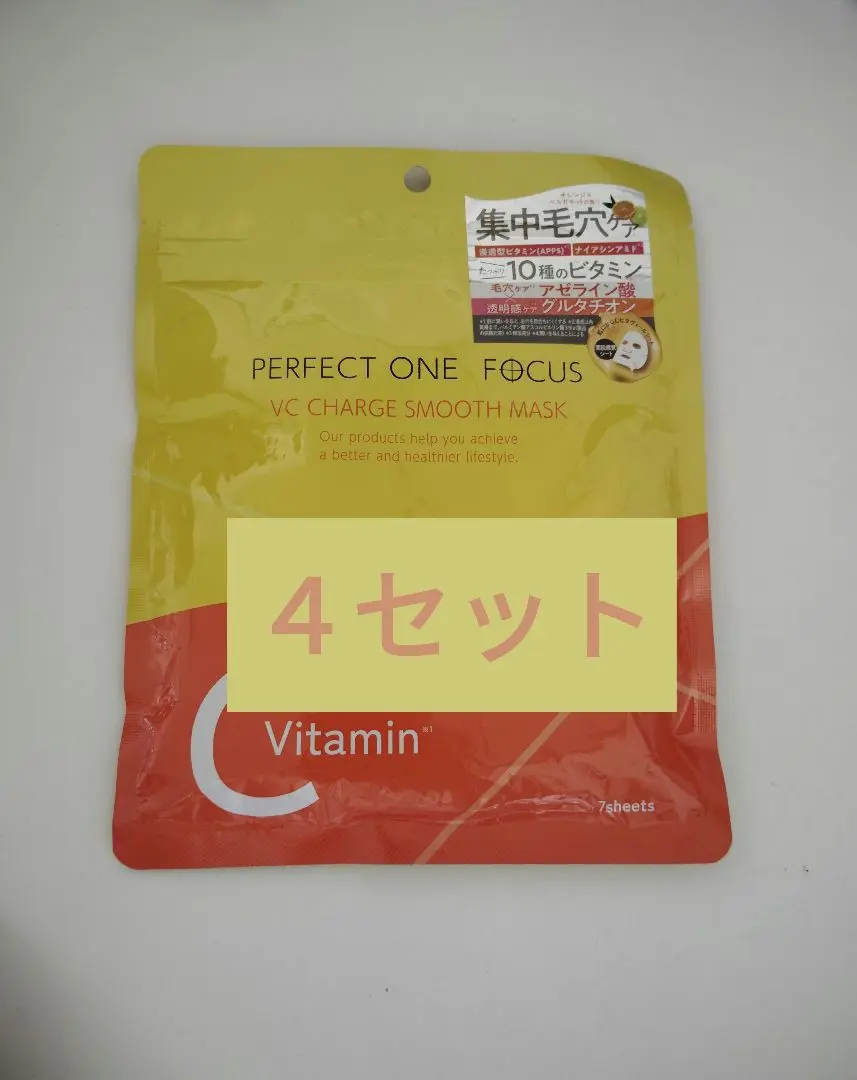 オレンジ&
ベルガモットの香り
集中毛穴ケア
浸透型ビタミン(APPS) ナイアシンアミド
たっぷり 10種のビタミン
毛穴ケア アゼライン酸
×
透明感ケア グルタチオン
PERFECT ONE FOCUS
VC CHARGE SMOOTH MASK
Our products help you achieve
a better and healthier lifestyle.
4セット
C
Vitamin※1
7sheets